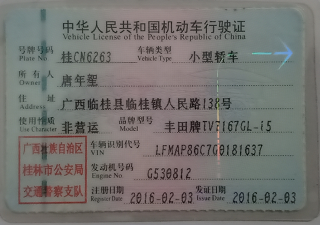 中华人民共和国机动车行驶证
Vehicle License of the People's Republic of China
号牌号码 Plate No. 桂CN6263 车辆类型 Vehicle Type 小型轿车
所有人 Owner 唐年堲
住址 Address 广西临桂县临桂镇人民路138号
使用性质 Use Character 非营运 品牌型号 Model 丰田牌TV7167GL-i5
广西壮族自治区
桂林市公安局
交通警察支队
车辆识别代号 VIN LFMAP86C7G0181637
发动机号码 Engine No. G530812
注册日期 Register Date 2016-02-03 发证日期 Issue Date 2016-02-03